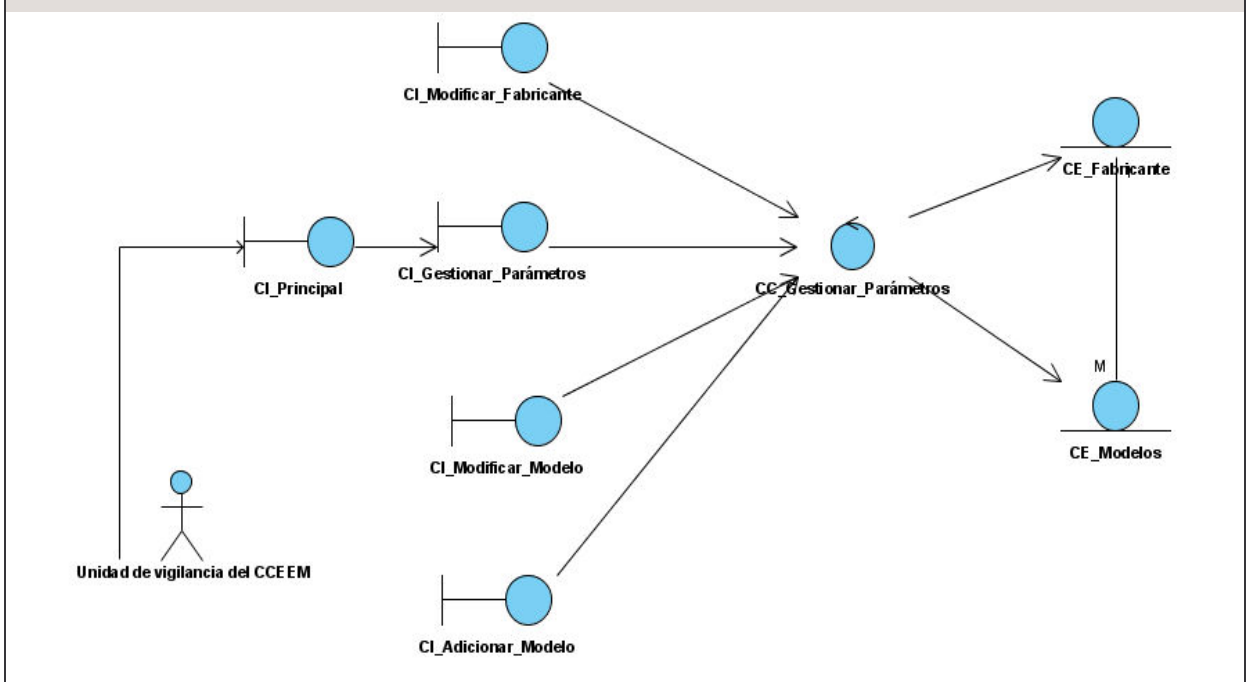 CI_Modificar_Fabricante
CE_Fabricante
CI_Gestionar_Parámetros
CI_Principal
CC_Gestionar_Parámetros
M
CI_Modificar_Modelo
CE_Modelos
Unidad de vigilancia del CCEEM
CI_Adicionar_Modelo